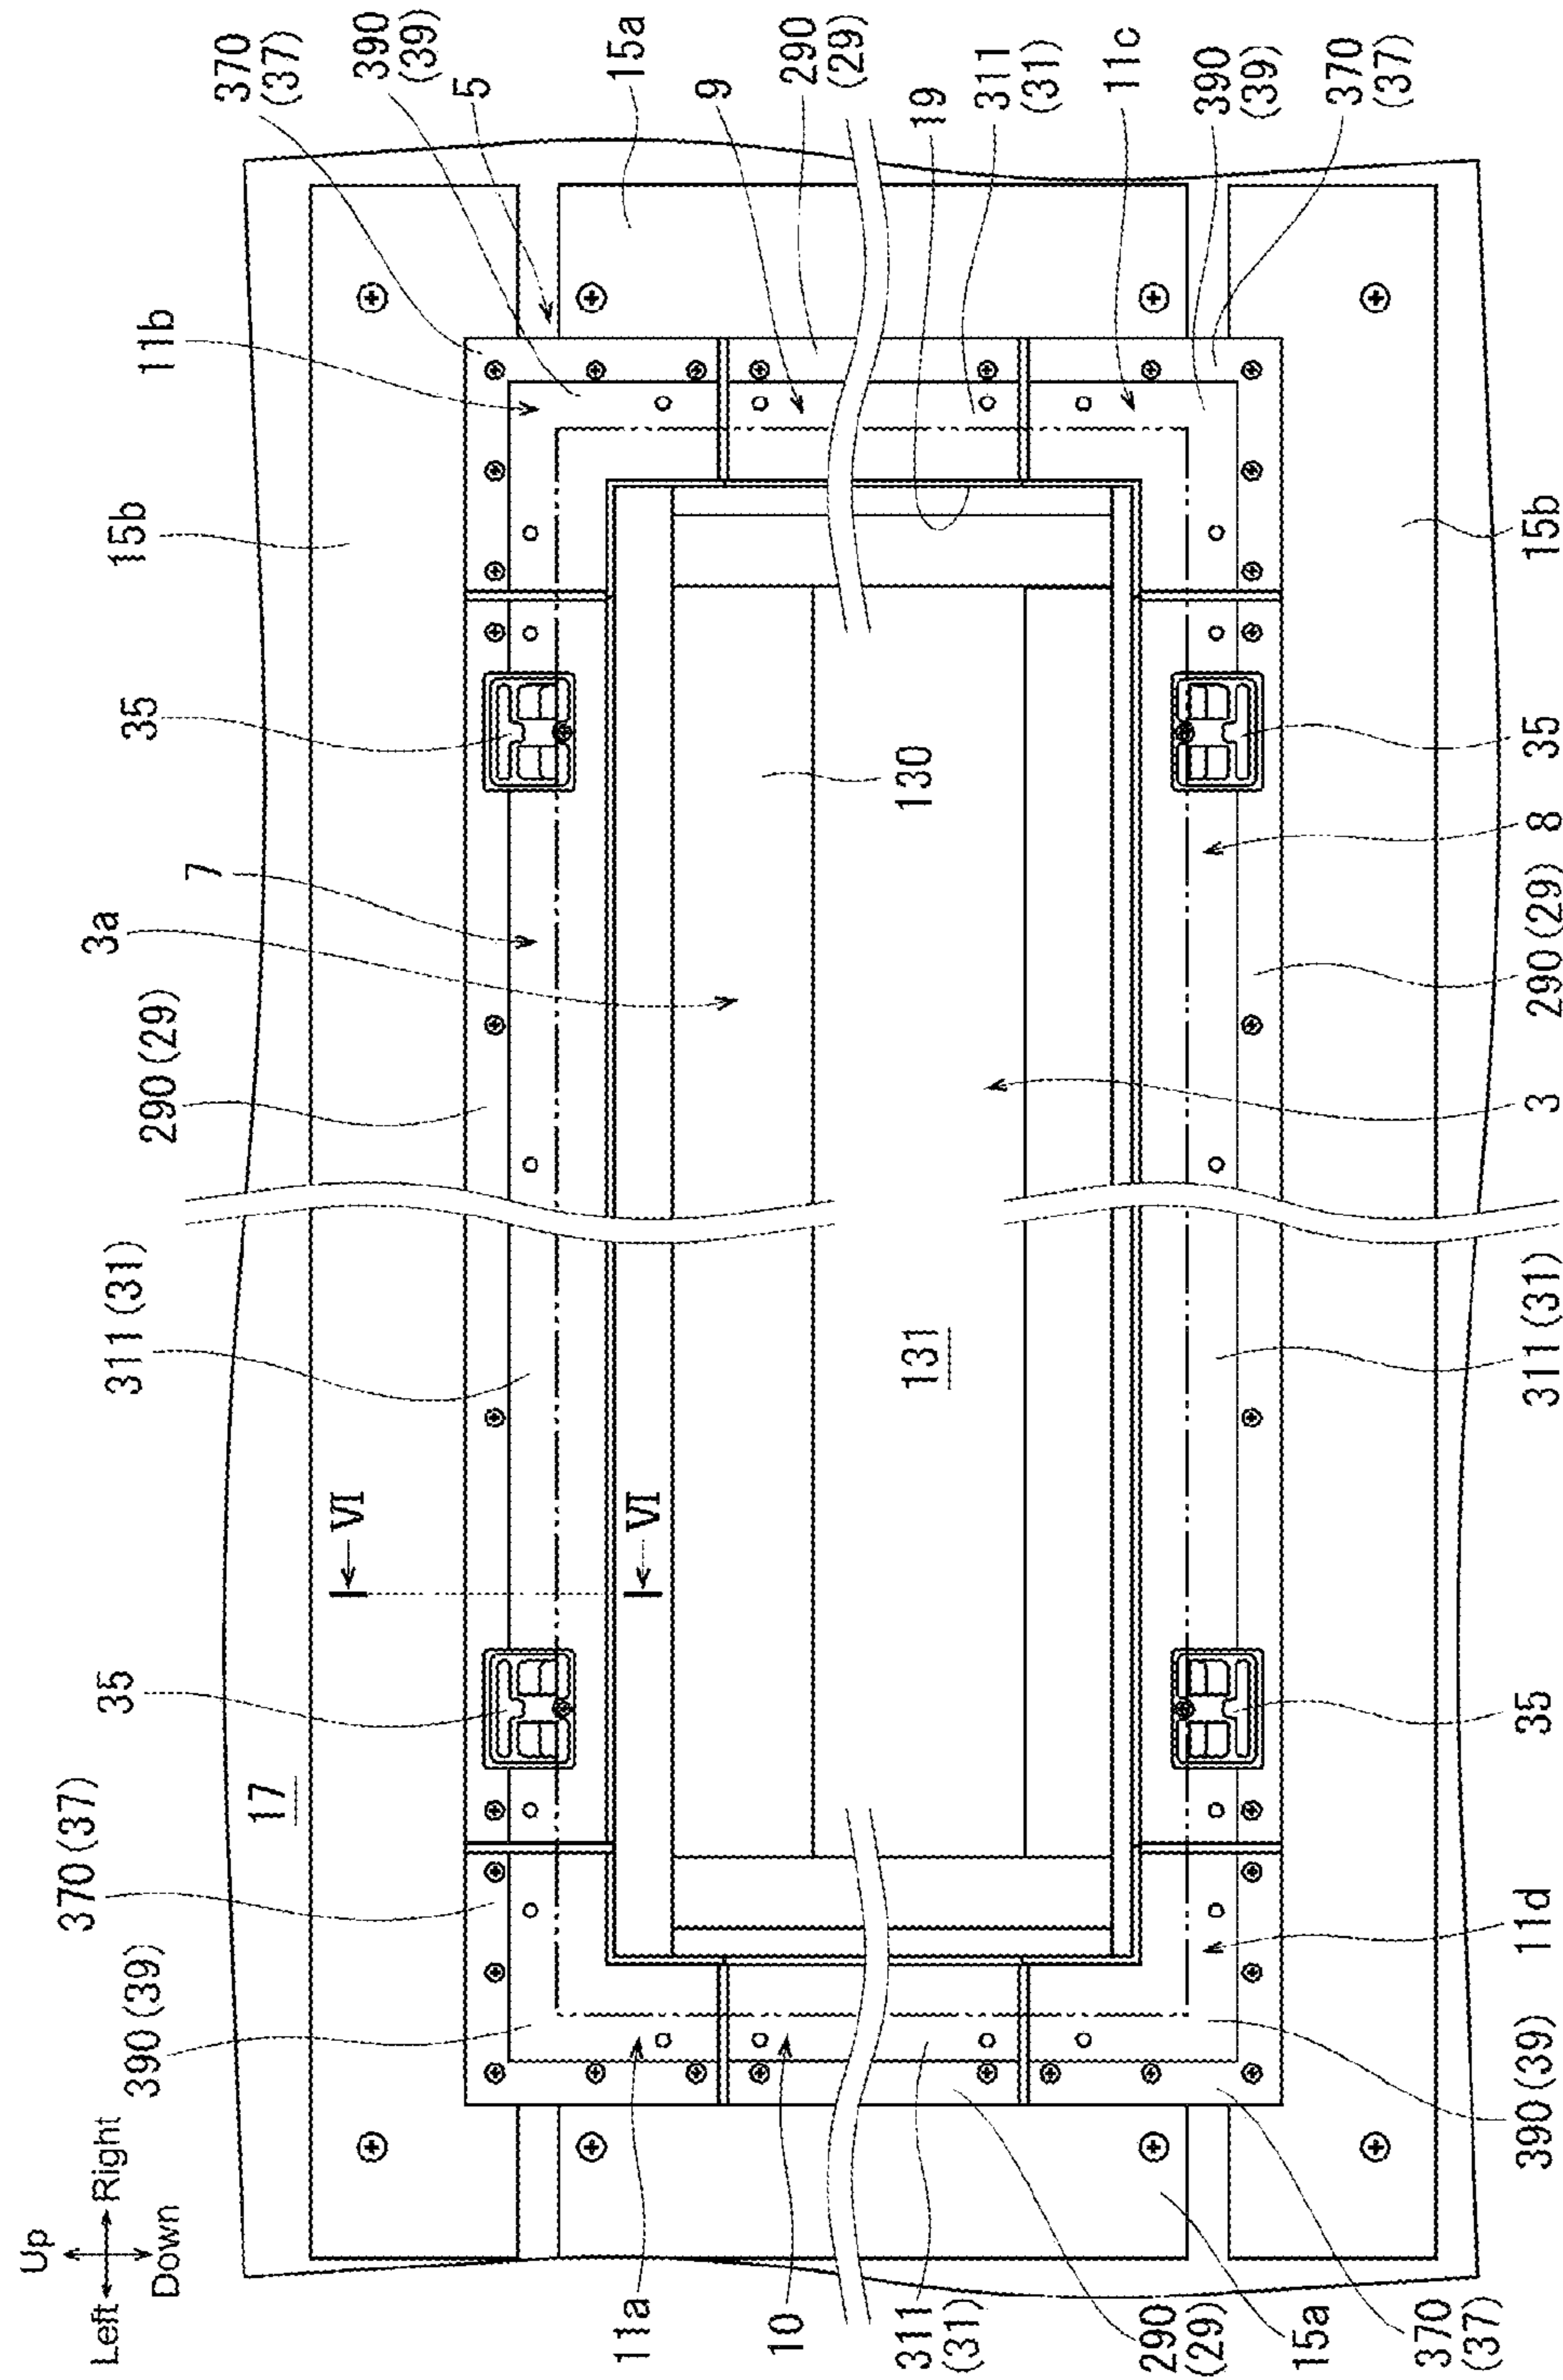 Up
Left
Right
Down
390(39)
370(37)
35
311(31)
290(29)
3a
7
35
15b
11b
370
(37)
390
(39)
5
15a
17
VI
VI
11a
10
311
(31)
290
(29)
15a
370
(37)
131
130
9
290
(29)
19
311
(31)
11c
390
(39)
370
(37)
390(39)
11d
35
311(31)
3
290(29)
8
35
15b